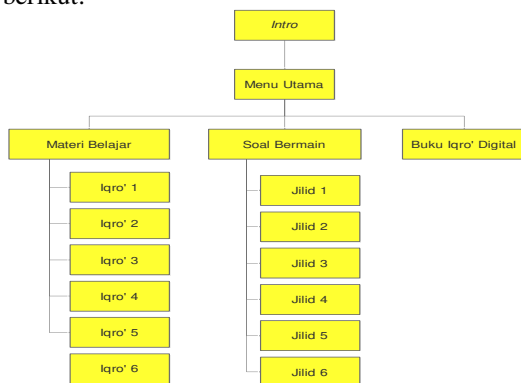 berikut:
Intro
Menu Utama
Materi Belajar
Soal Bermain
Buku Iqro' Digital
Iqro' 1
Iqro' 2
Iqro' 3
Iqro' 4
Iqro' 5
Iqro' 6
Jilid 1
Jilid 2
Jilid 3
Jilid 4
Jilid 5
Jilid 6